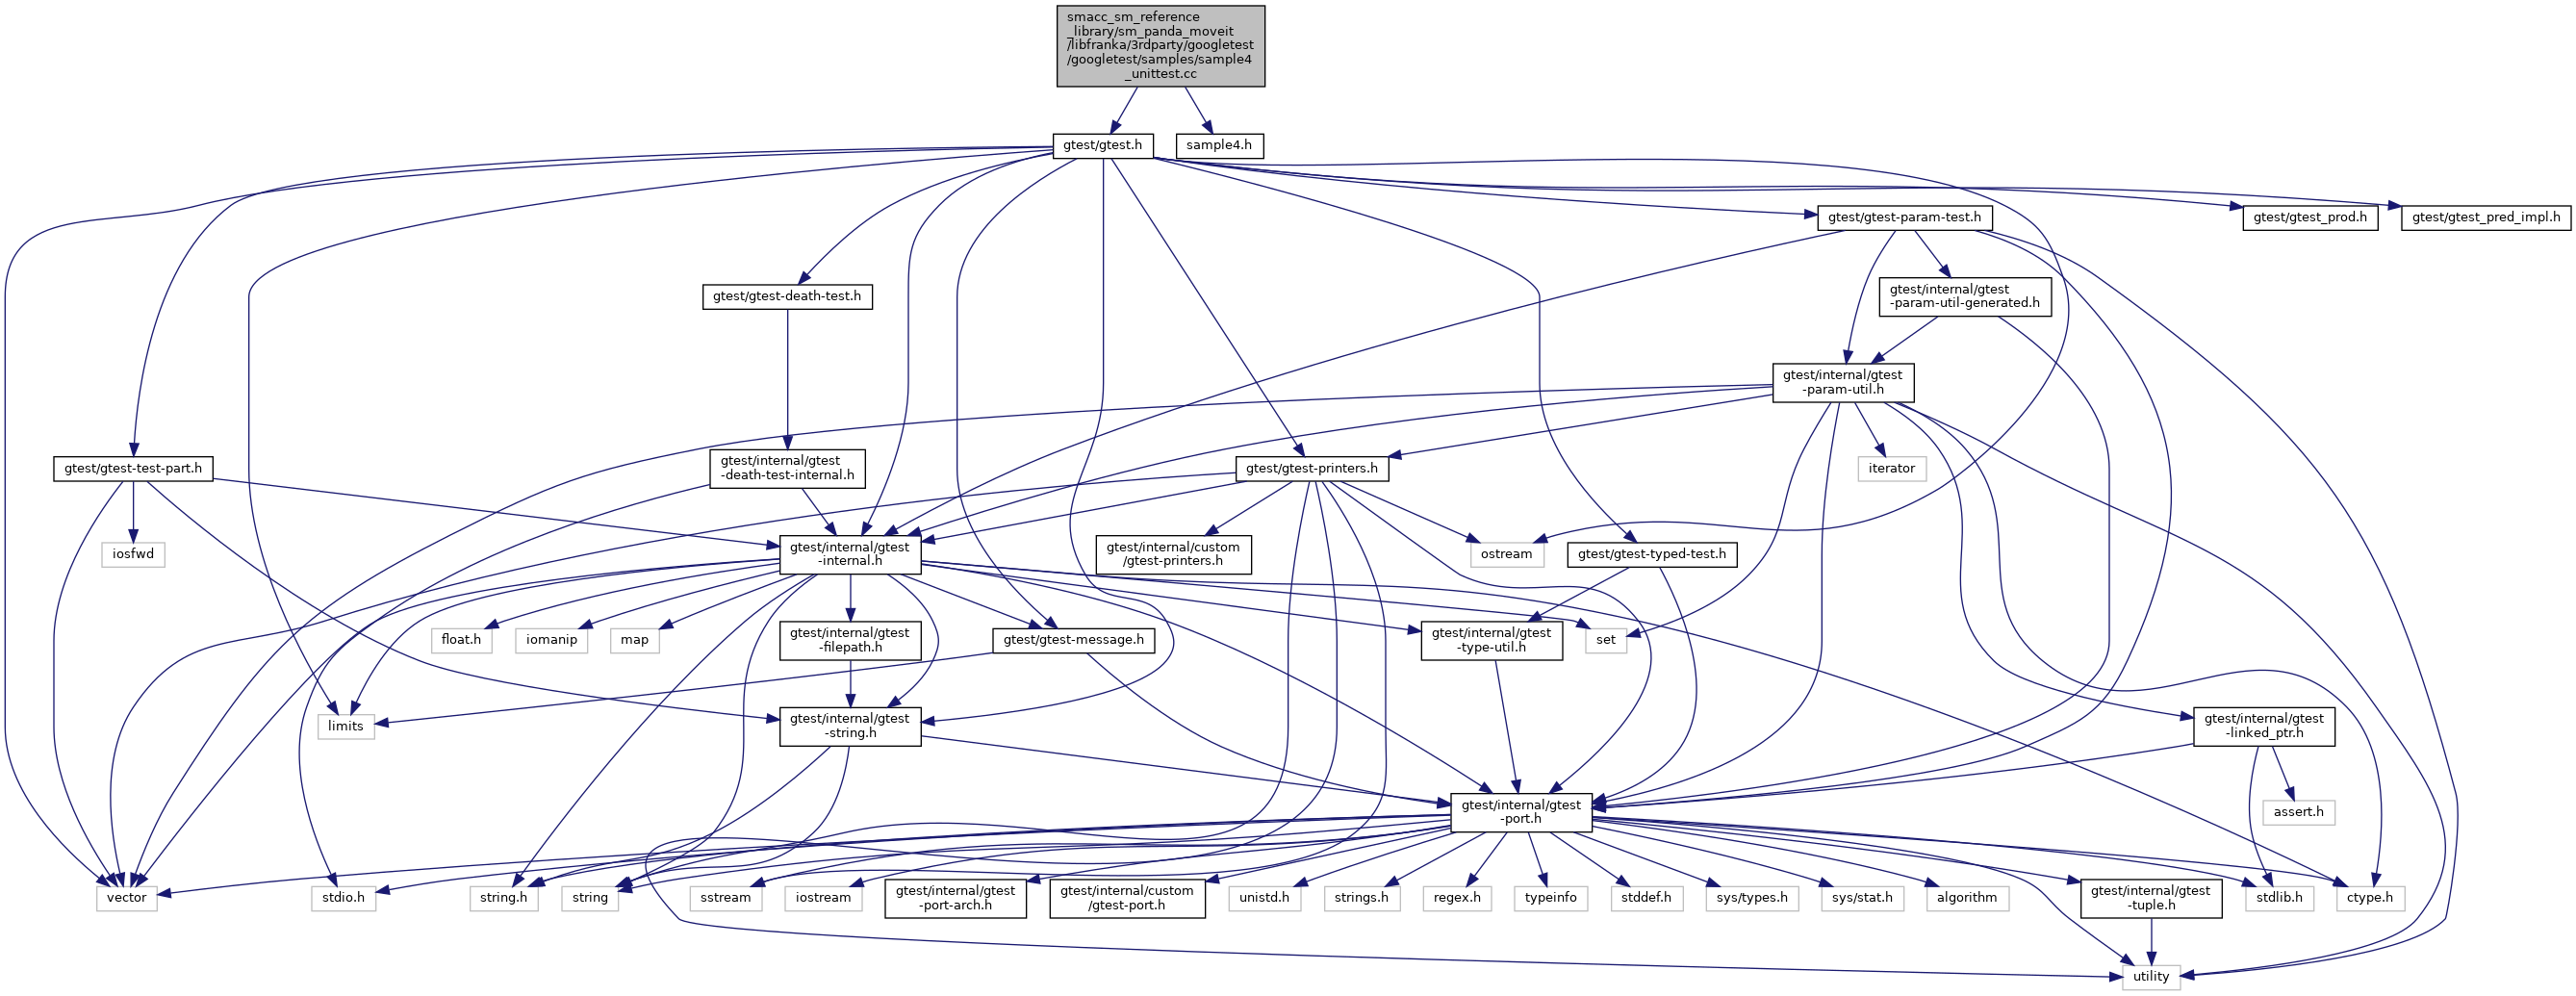 smacc_sm_reference
_library/sm_panda_moveit
/libfranka/3rdparty/googletest
/googletest/samples/sample4
_unittest.cc
gtest/gtest.h
sample4.h
gtest/gtest-param-test.h
gtest/gtest_prod.h
gtest/gtest_pred_impl.h
gtest/gtest-death-test.h
gtest/internal/gtest
-param-util-generated.h
gtest/internal/gtest
-param-util.h
gtest/gtest-test-part.h
gtest/internal/gtest
-death-test-internal.h
gtest/gtest-printers.h
iterator
iosfwd
gtest/internal/gtest
-internal.h
gtest/internal/custom
/gtest-printers.h
ostream
gtest/gtest-typed-test.h
float.h
iomanip
map
gtest/internal/gtest
-filepath.h
gtest/gtest-message.h
gtest/internal/gtest
-type-util.h
set
limits
gtest/internal/gtest
-string.h
gtest/internal/gtest
-linked_ptr.h
gtest/internal/gtest
-port.h
assert.h
vector
stdio.h
string.h
string
sstream
iostream
gtest/internal/gtest
-port-arch.h
gtest/internal/custom
/gtest-port.h
unistd.h
strings.h
regex.h
typeinfo
stddef.h
sys/types.h
sys/stat.h
algorithm
gtest/internal/gtest
-tuple.h
stdlib.h
ctype.h
utility